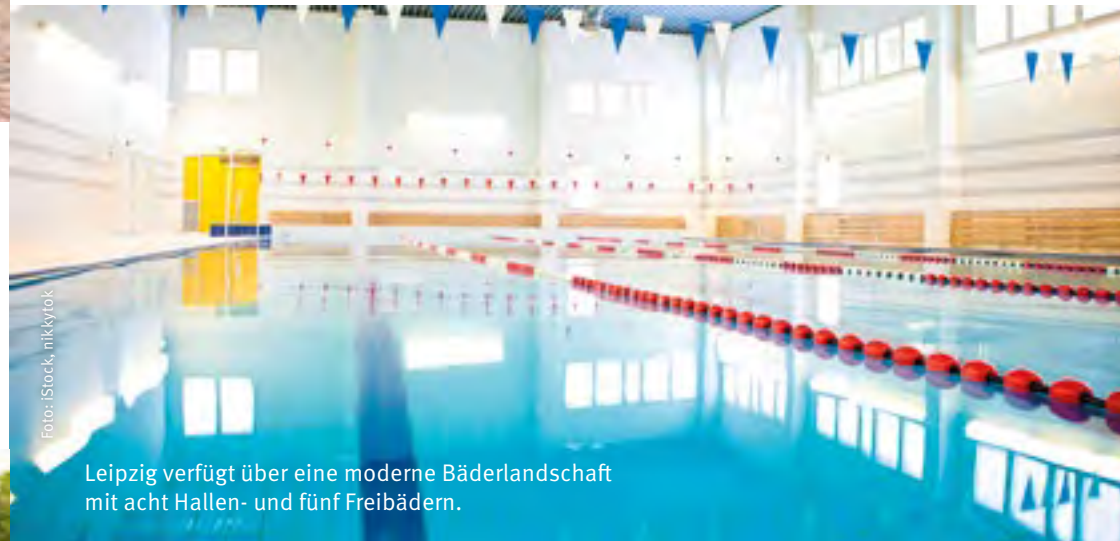 Foto: iStock, nikkytok
Leipzig verfügt über eine moderne Bäderlandschaft
mit acht Hallen- und fünf Freibädern.